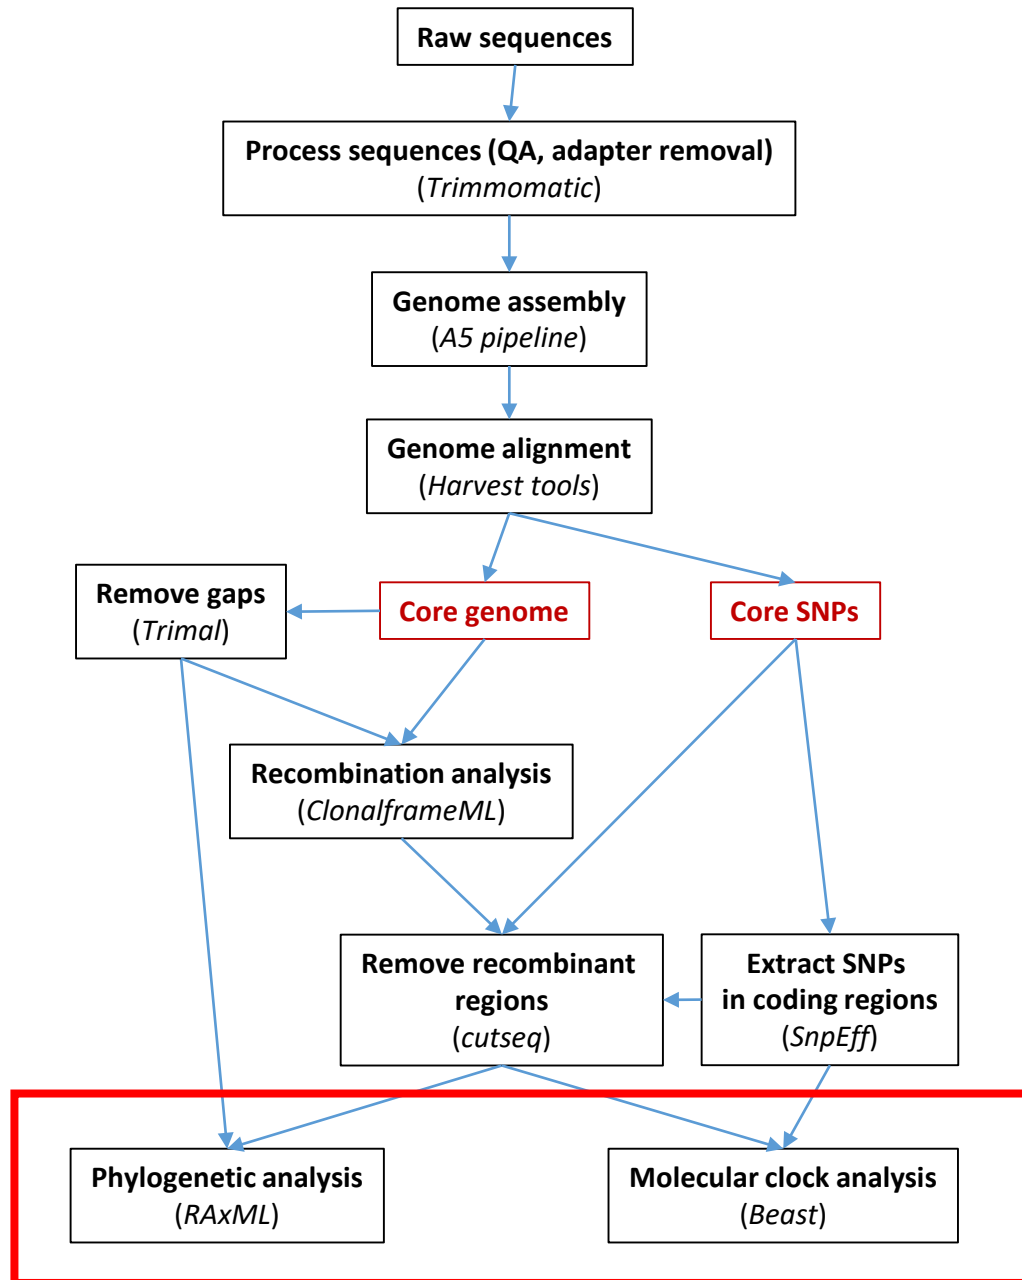 Raw sequences
Process sequences (QA, adapter removal)
(Trimmomatic)
Genome assembly
(A5 pipeline)
Genome alignment
(Harvest tools)
Remove gaps
(Trimal)
Core genome
Core SNPs
Recombination analysis
(ClonalframeML)
Remove recombinant
regions
(cutseq)
Extract SNPs
in coding regions
(SnpEff)
Phylogenetic analysis
(RAxML)
Molecular clock analysis
(Beast)